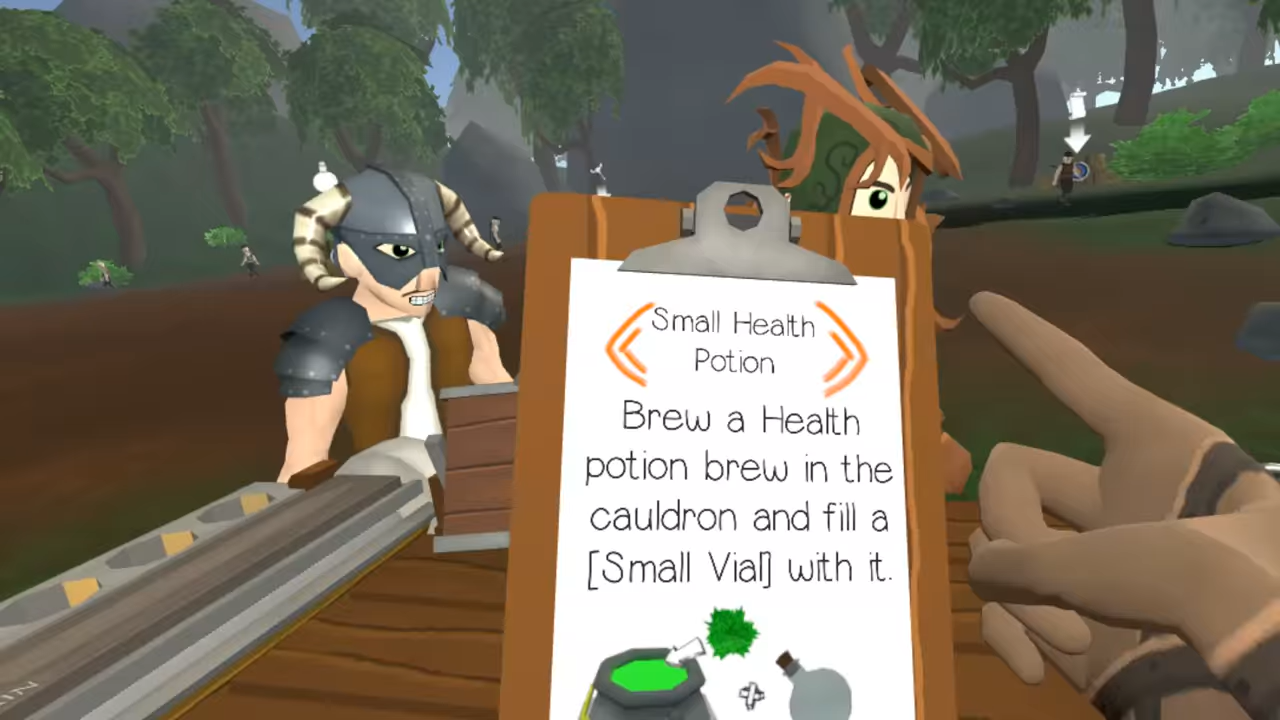 Small Health
Potion
Brew a Health
potion brew in the
cauldron and fill a
[Small Vial] with it.